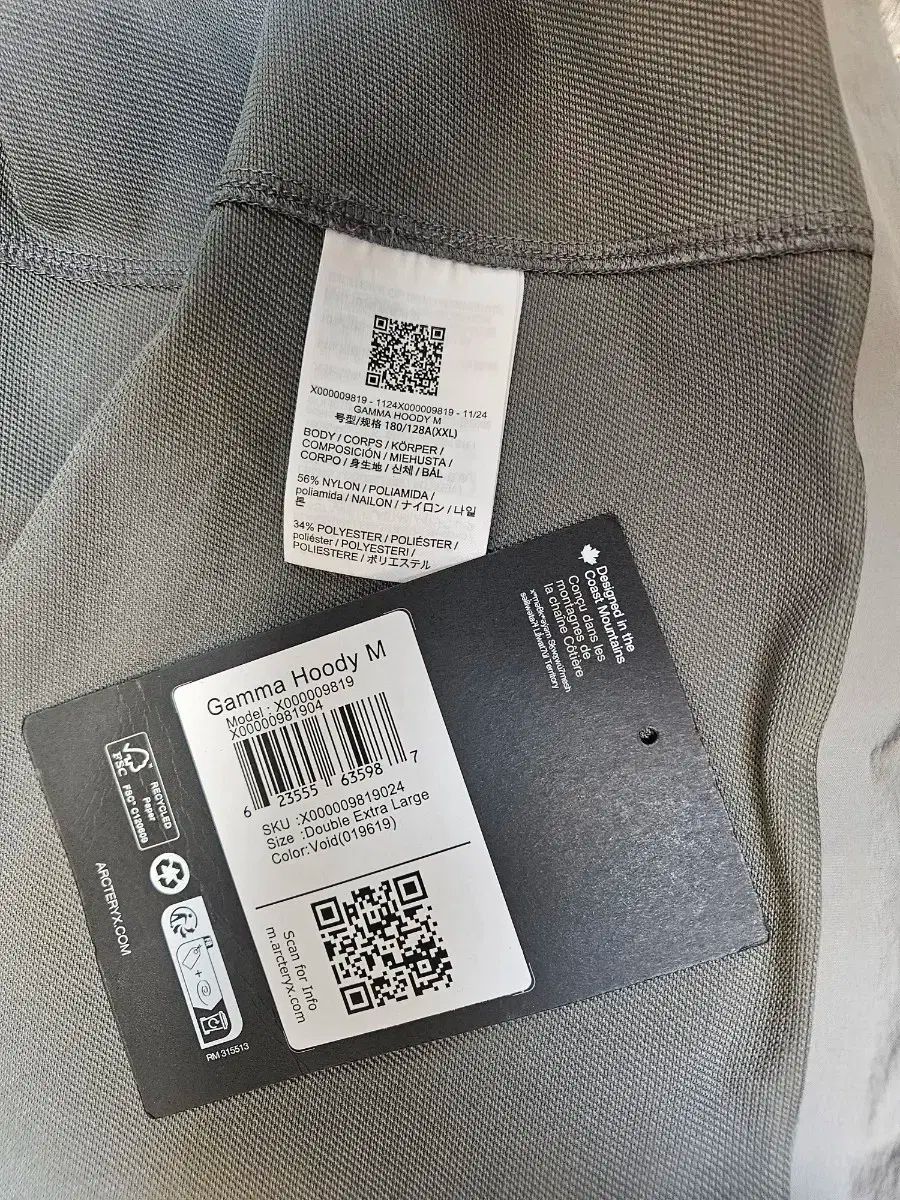 X000009819 - 1124X000009819 - 11/24
GAMMA HOODY M
号型/规格 180/128A(XXL)
BODY / CORPS / KÖRPER /
COMPOSICIÓN / MIEHUSTA /
CORPO / 身生地 / 신체 / BÁL
56% NYLON / POLIAMIDA /
poliamida / NAILON / ナイロン / 나일
론
34% POLYESTER / POLIÉSTER /
poliéster / POLYESTERI /
POLIESTERE / ポリエステル
Designed in the
Coast Mountains
Conçu dans les
montagnes de
la chaîne Côtière
Territory
Gamma Hoody M
Model : X000009819
X00000981904
6 23555 63598 7
SKU :X000009819024
Size :Double Extra Large
Color:Void(019619)
Scan for Info
m.arcteryx.com
FSC
RECYCLED
Paper
FSC® C120609
ARCTERYX.COM
FR
RM 315513